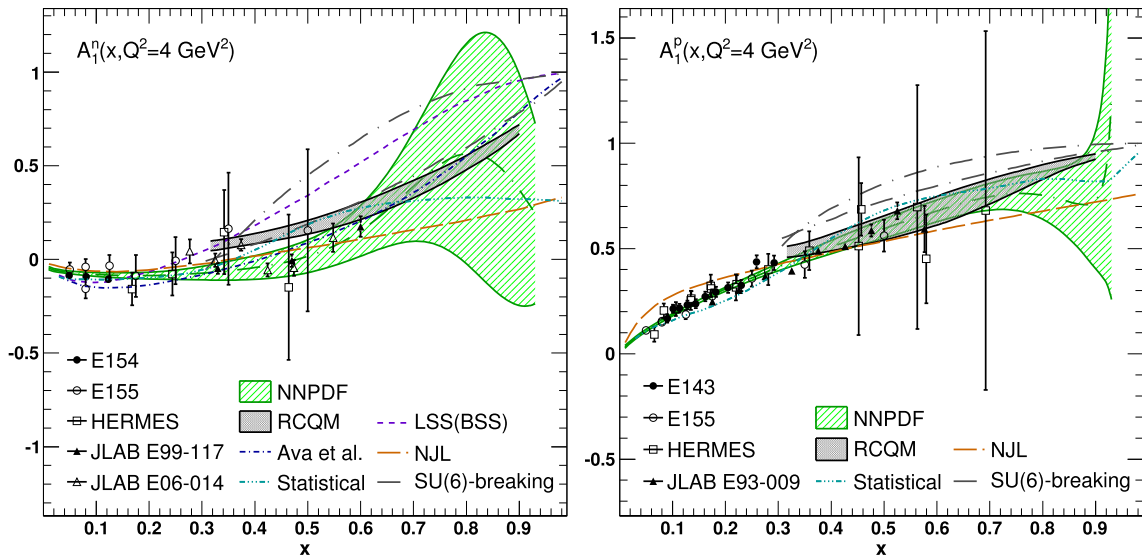 A₁ⁿ(x,Q²=4 GeV²)
1
0.5
0
-0.5
-1
E154
E155
HERMES
JLAB E99-117
JLAB E06-014
NNPDF
RCQM
Ava et al.
Statistical
LSS(BSS)
NJL
SU(6)-breaking
0.1 0.2 0.3 0.4 0.5 0.6 0.7 0.8 0.9
x
A₁ᵖ(x,Q²=4 GeV²)
1.5
1
0.5
0
-0.5
E143
E155
HERMES
JLAB E93-009
NNPDF
RCQM
Statistical
NJL
SU(6)-breaking
0.1 0.2 0.3 0.4 0.5 0.6 0.7 0.8 0.9
x